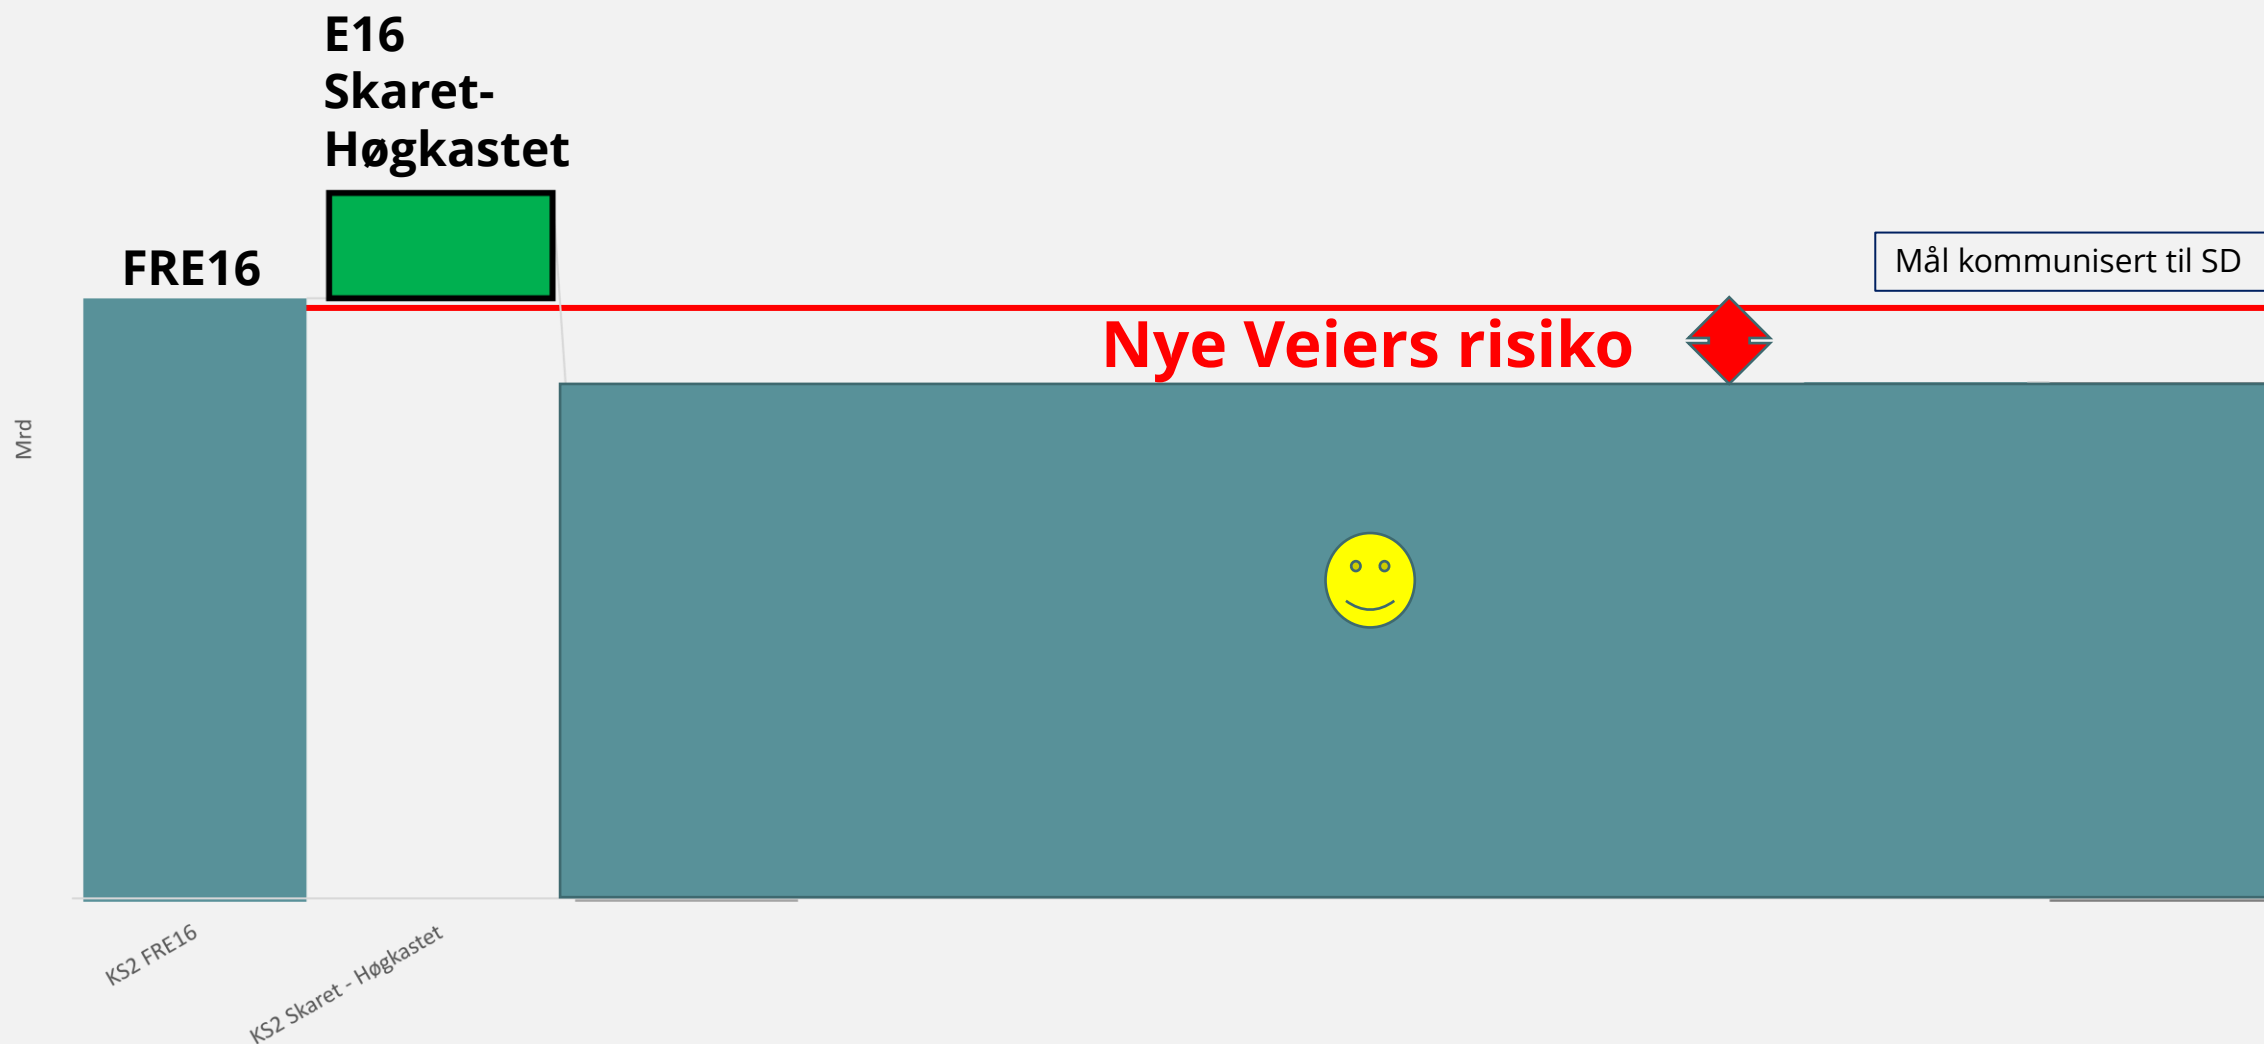 E16
Skaret-
Høgkastet
FRE16
Mål kommunisert til SD
Nye Veiers risiko
Mrd
KS2 FRE16
KS2 Skaret - Høgkastet